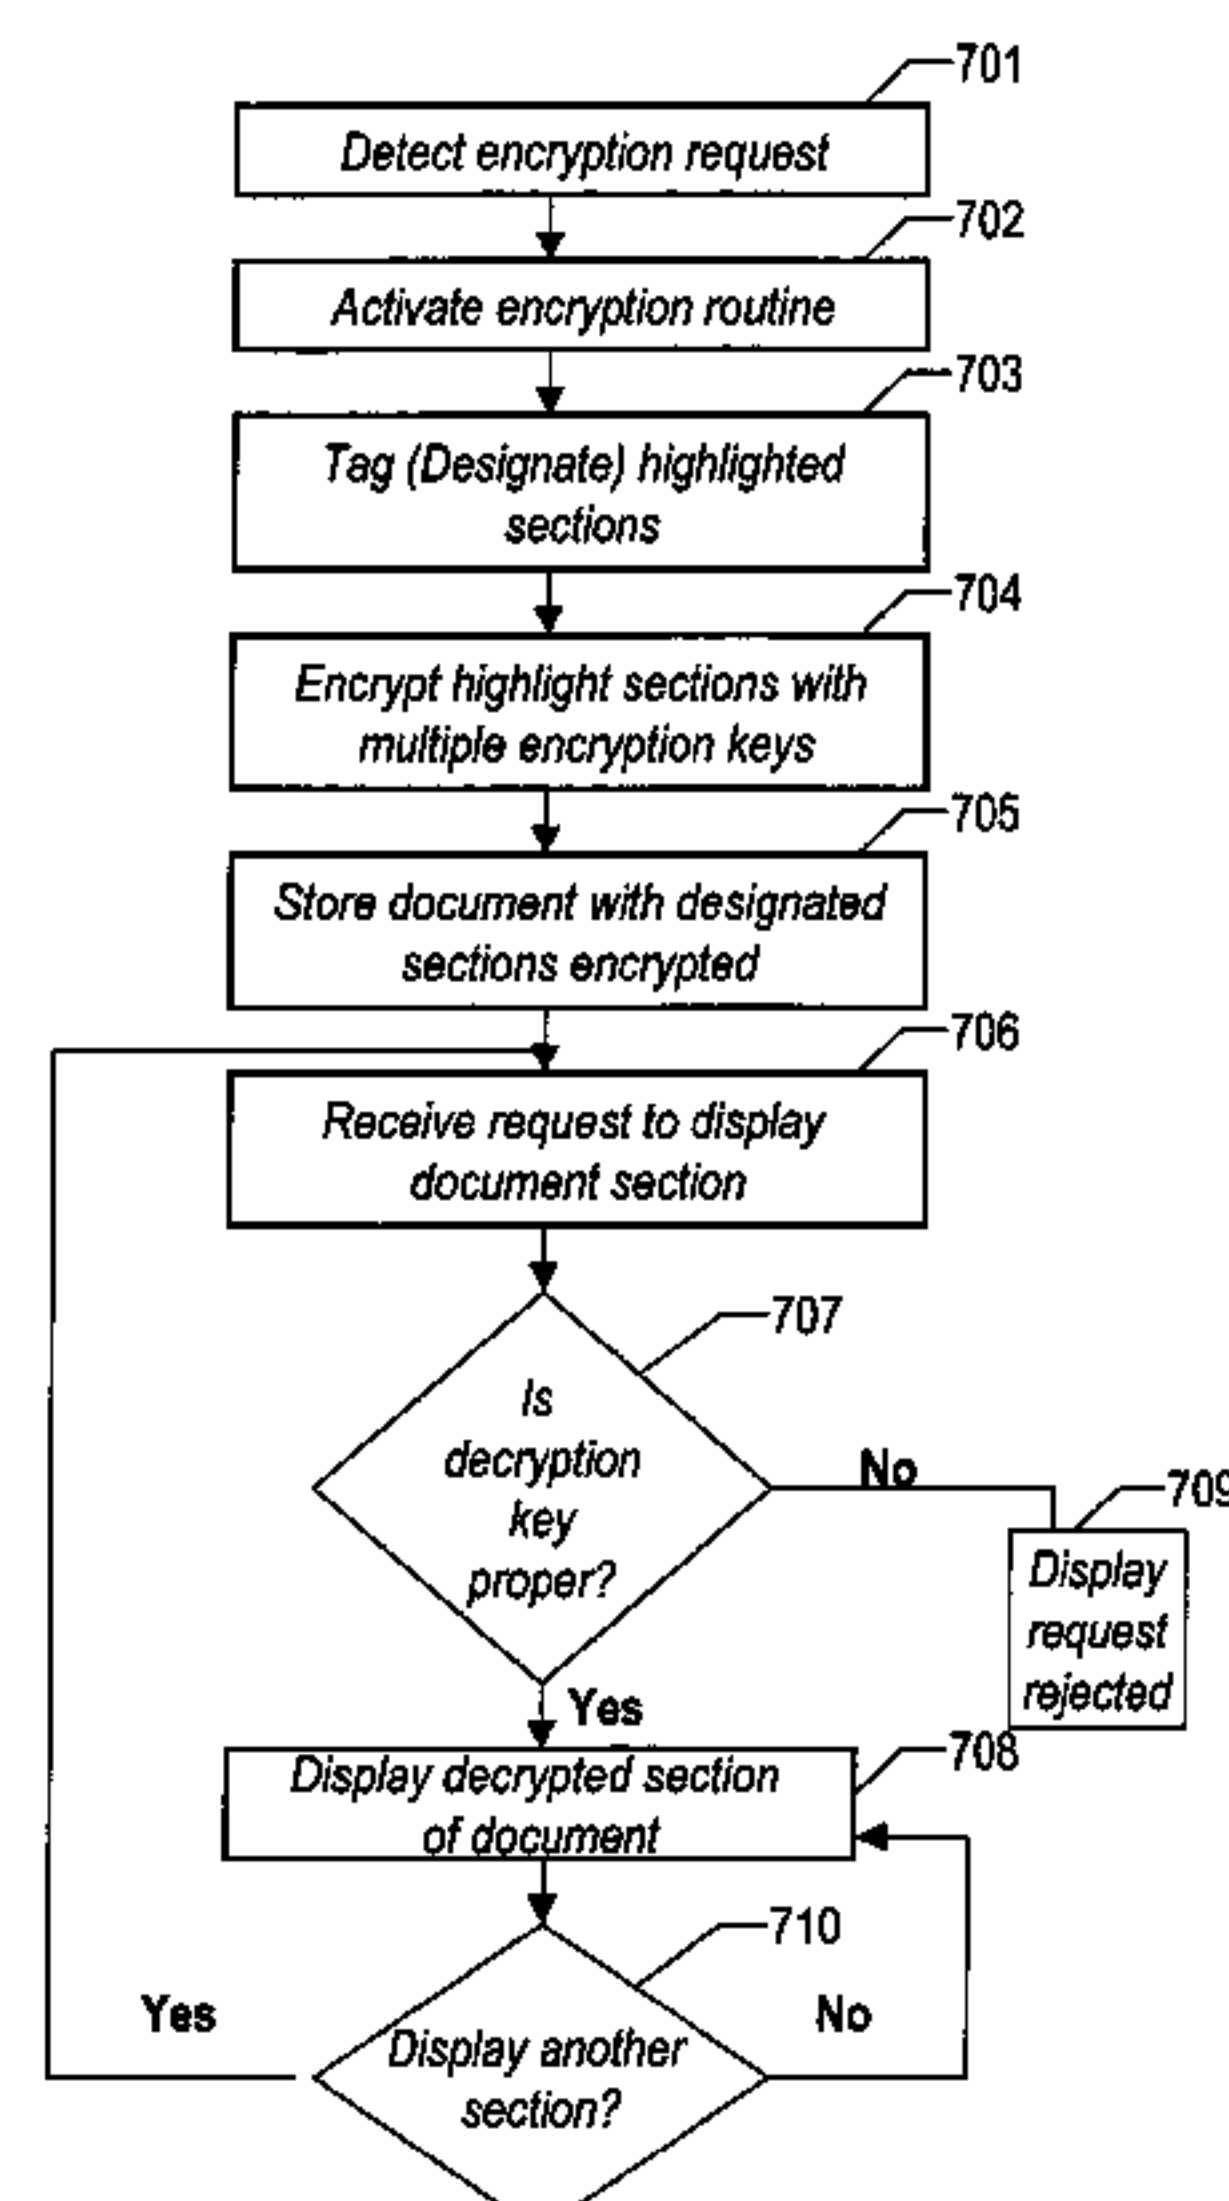 701
Detect encryption request
702
Activate encryption routine
703
Tag (Designate) highlighted
sections
704
Encrypt highlight sections with
multiple encryption keys
705
Store document with designated
sections encrypted
706
Receive request to display
document section
707
Is
decryption
key
proper?
No
709
Display
request
rejected
Yes
708
Display decrypted section
of document
710
Yes
No
Display another
section?